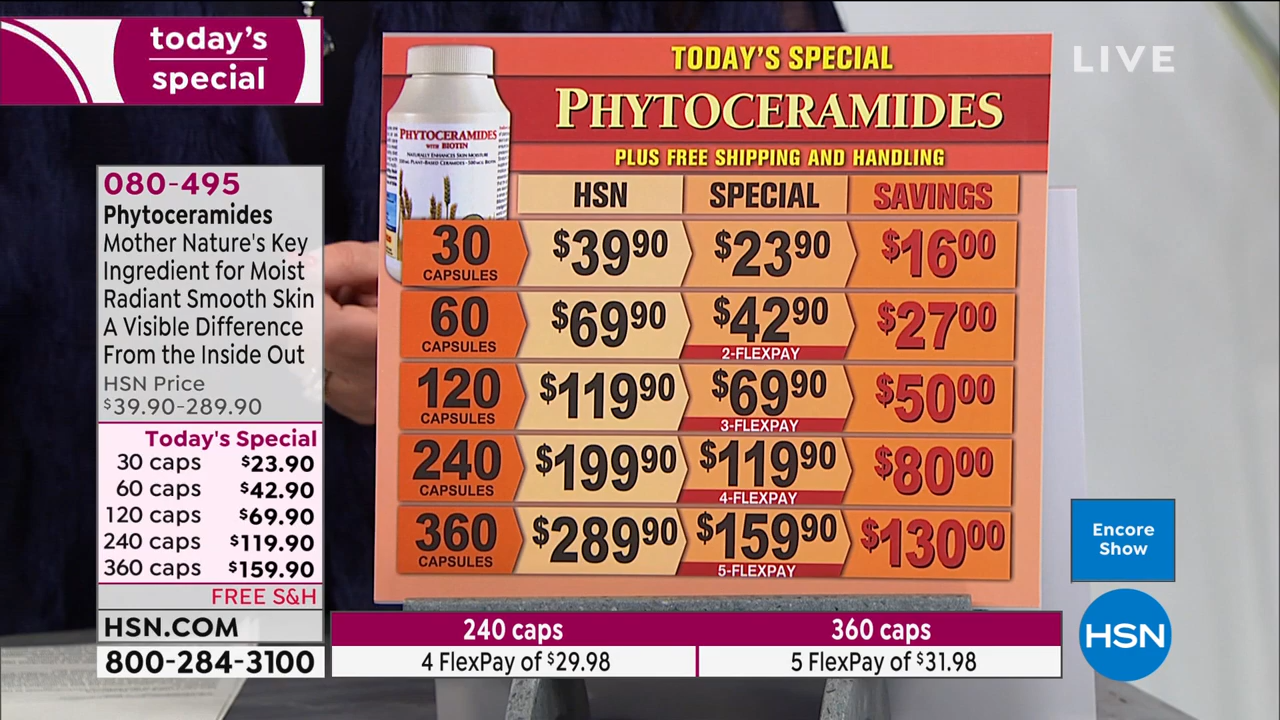 today's
special
LIVE
080-495
Phytoceramides
Mother Nature's Key
Ingredient for Moist
Radiant Smooth Skin
A Visible Difference
From the Inside Out
HSN Price
$39.90-289.90
Today's Special
30 caps $23.90
60 caps $42.90
120 caps $69.90
240 caps $119.90
360 caps $159.90
FREE S&H
HSN.COM
800-284-3100
TODAY'S SPECIAL
PHYTOCERAMIDES
PLUS FREE SHIPPING AND HANDLING
PHYTOCERAMIDES
WITH BIOTIN
NATURALLY ENHANCES SKIN MOISTURE
HSN SPECIAL SAVINGS
30 CAPSULES $39.90 $23.90 $16.00
60 CAPSULES $69.90 $42.90 $27.00
2-FLEXPAY
120 CAPSULES $119.90 $69.90 $50.00
3-FLEXPAY
240 CAPSULES $199.90 $119.90 $80.00
4-FLEXPAY
360 CAPSULES $289.90 $159.90 $130.00
5-FLEXPAY
Encore
Show
HSN
240 caps 360 caps
4 FlexPay of $29.98 5 FlexPay of $31.98